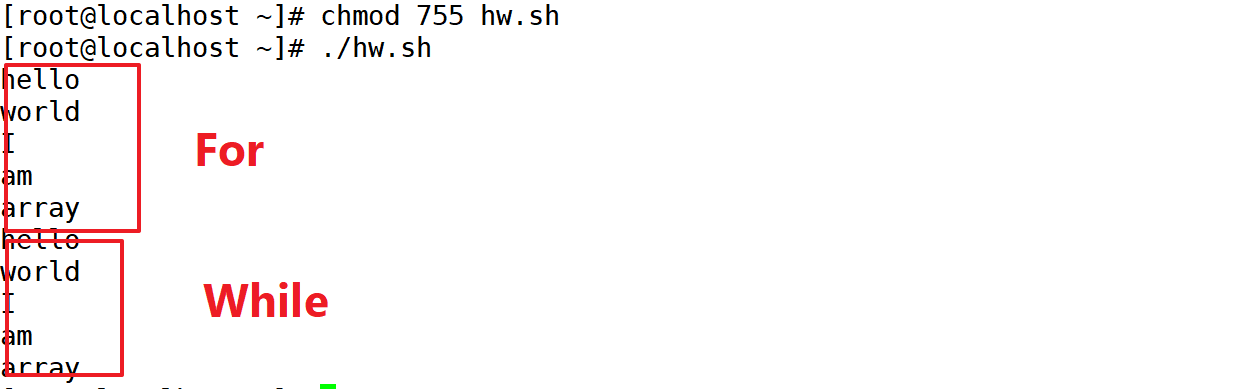 [root@localhost ~]# chmod 755 hw.sh
[root@localhost ~]# ./hw.sh
hello
world
I
am
array
For
hello
world
I
am
array
While